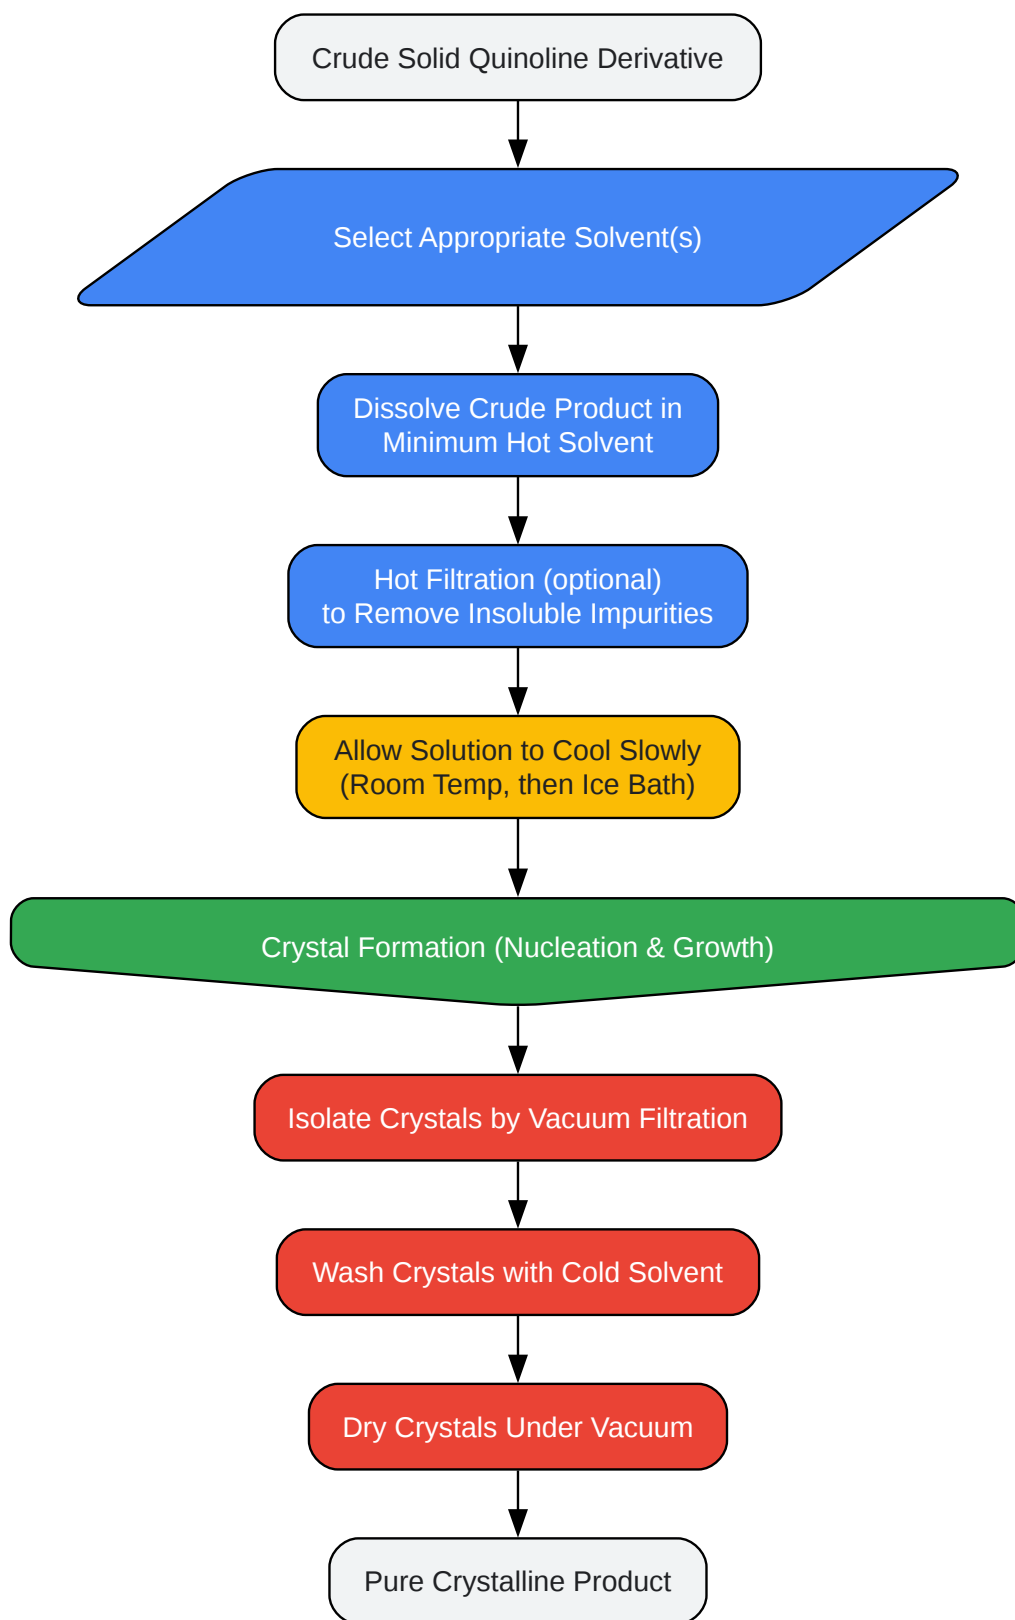 Crude Solid Quinoline Derivative
Select Appropriate Solvent(s)
Dissolve Crude Product in
Minimum Hot Solvent
Hot Filtration (optional)
to Remove Insoluble Impurities
Allow Solution to Cool Slowly
(Room Temp, then Ice Bath)
Crystal Formation (Nucleation & Growth)
Isolate Crystals by Vacuum Filtration
Wash Crystals with Cold Solvent
Dry Crystals Under Vacuum
Pure Crystalline Product